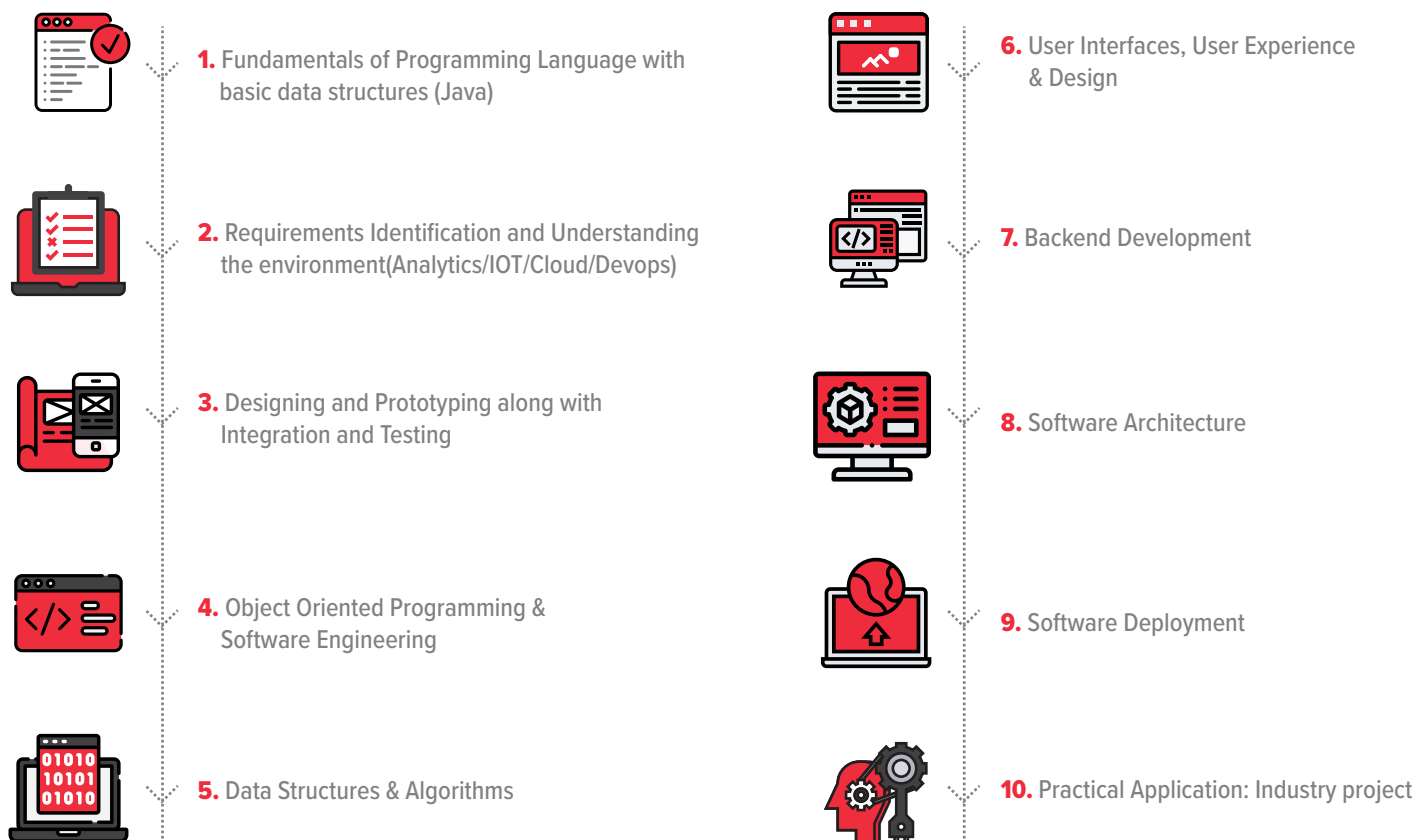 1. Fundamentals of Programming Language with
basic data structures (Java)
2. Requirements Identification and Understanding
the environment(Analytics/IOT/Cloud/Devops)
3. Designing and Prototyping along with
Integration and Testing
</>
4. Object Oriented Programming &
Software Engineering
01010
10101
01010
5. Data Structures & Algorithms
6. User Interfaces, User Experience
& Design
</>
7. Backend Development
8. Software Architecture
9. Software Deployment
10. Practical Application: Industry project